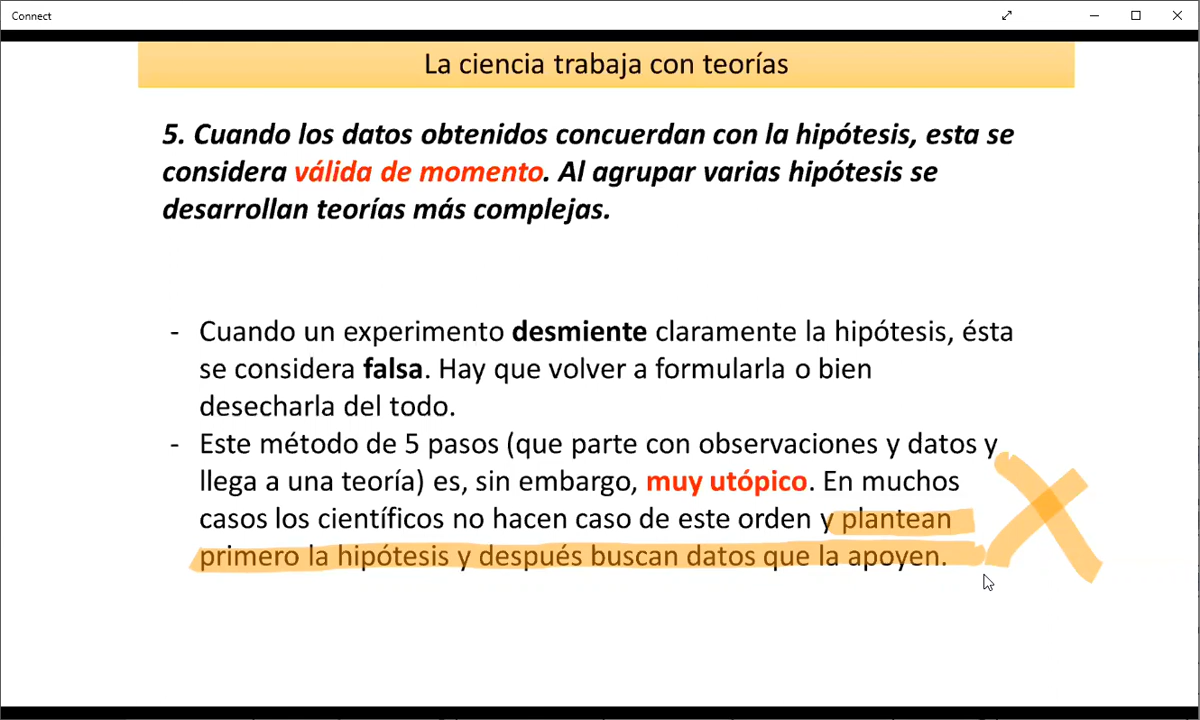 Connect
La ciencia trabaja con teorías
5. Cuando los datos obtenidos concuerdan con la hipótesis, esta se
considera válida de momento. Al agrupar varias hipótesis se
desarrollan teorías más complejas.
- Cuando un experimento desmiente claramente la hipótesis, ésta
se considera falsa. Hay que volver a formularla o bien
desecharla del todo.
- Este método de 5 pasos (que parte con observaciones y datos y
llega a una teoría) es, sin embargo, muy utópico. En muchos
casos los científicos no hacen caso de este orden y plantean
primero la hipótesis y después buscan datos que la apoyen.